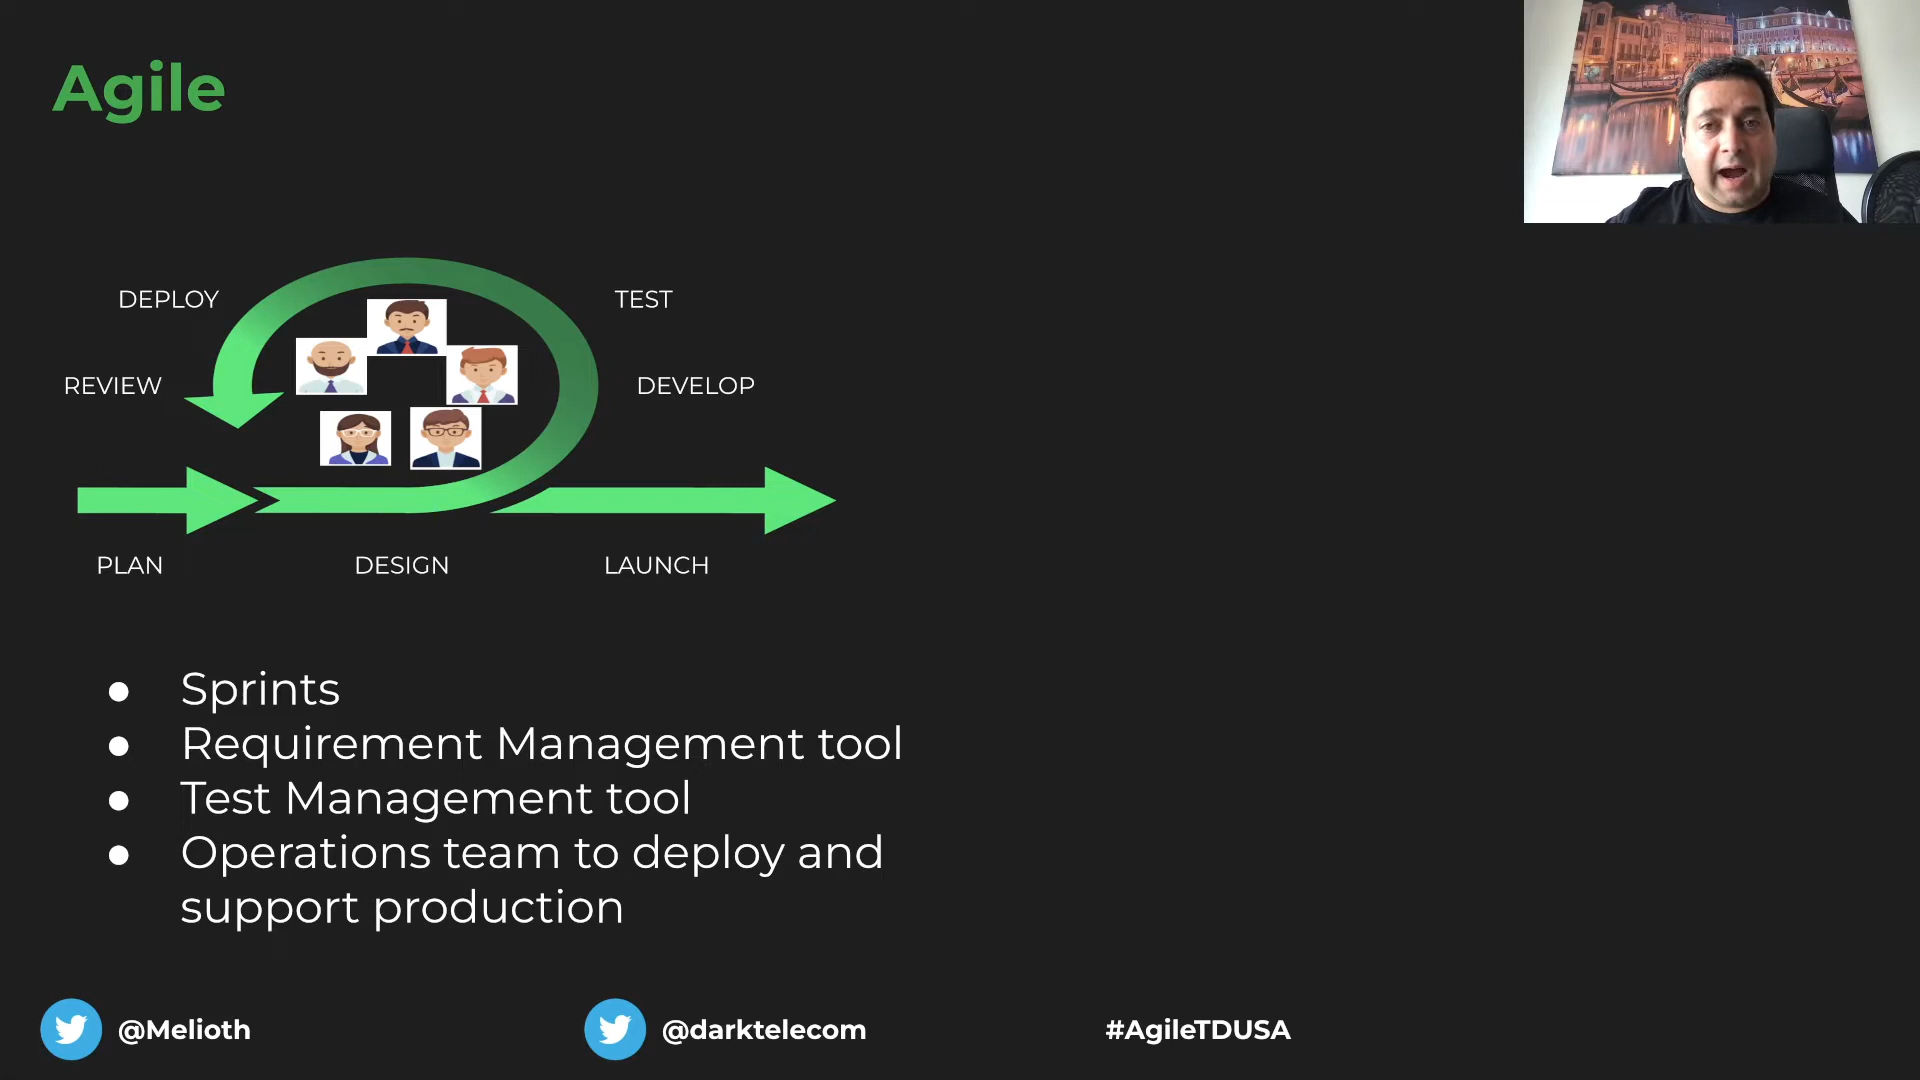 Agile
DEPLOY
TEST
REVIEW
DEVELOP
PLAN
DESIGN
LAUNCH
● Sprints
● Requirement Management tool
● Test Management tool
● Operations team to deploy and
support production
@Melioth
@darktelecom
#AgileTDUSA